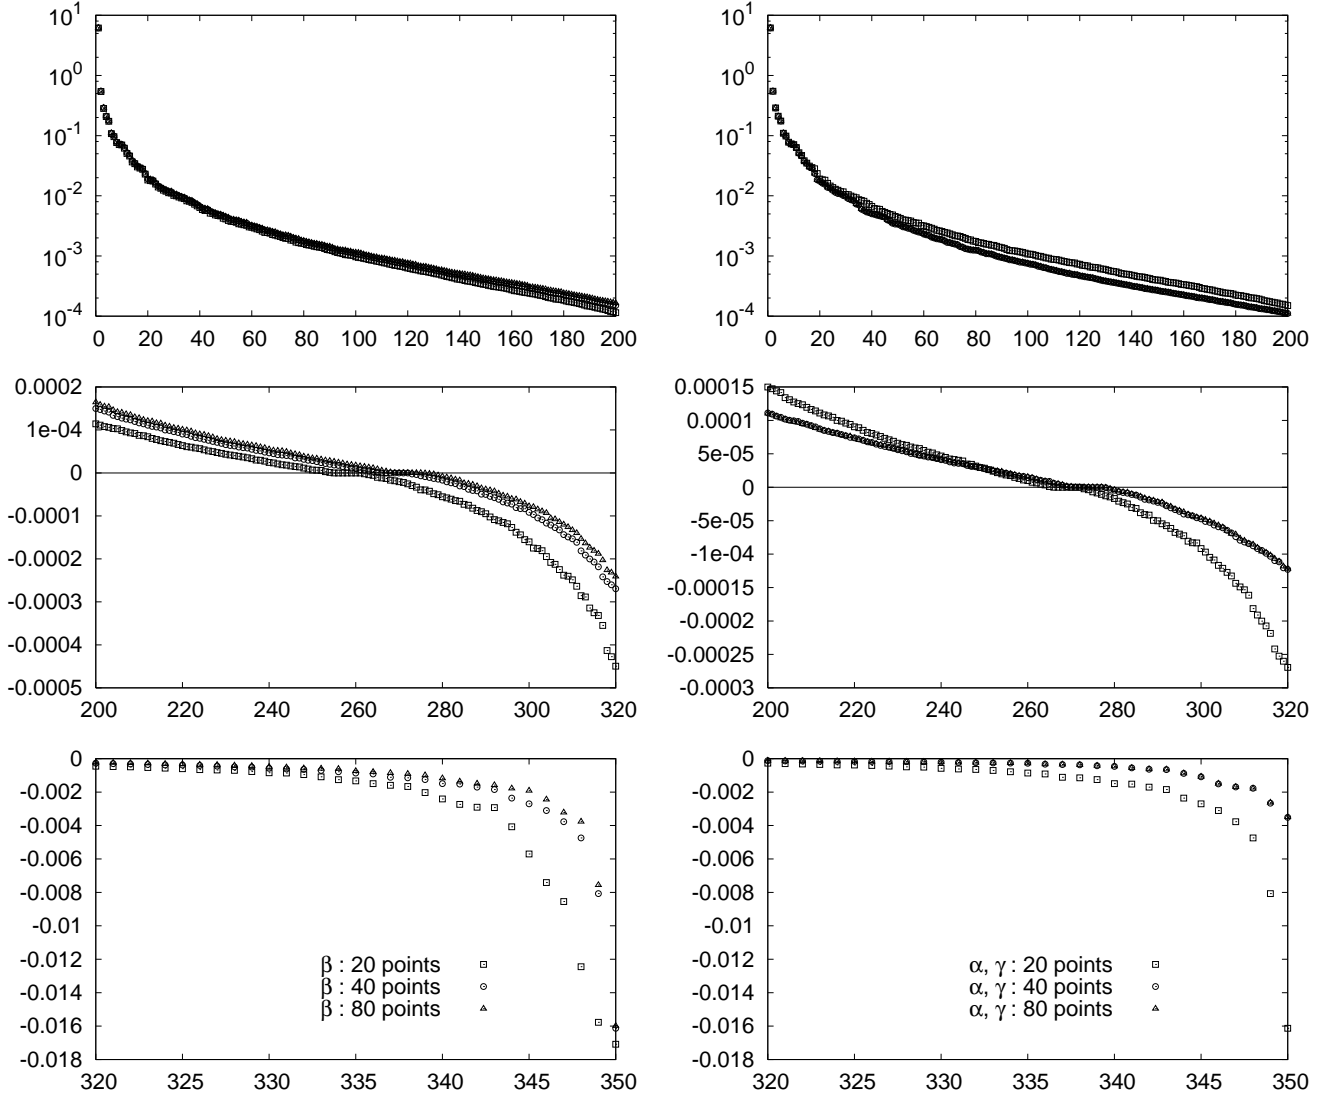 10^1
10^0
10^-1
10^-2
10^-3
10^-4
0 20 40 60 80 100 120 140 160 180 200
10^1
10^0
10^-1
10^-2
10^-3
10^-4
0 20 40 60 80 100 120 140 160 180 200
0.0002
1e-04
0
-0.0001
-0.0002
-0.0003
-0.0004
-0.0005
200 220 240 260 280 300 320
0.00015
0.0001
5e-05
0
-5e-05
-1e-04
-0.00015
-0.0002
-0.00025
-0.0003
200 220 240 260 280 300 320
0
-0.002
-0.004
-0.006
-0.008
-0.01
-0.012
-0.014
-0.016
-0.018
320 325 330 335 340 345 350
β : 20 points
β : 40 points
β : 80 points
0
-0.002
-0.004
-0.006
-0.008
-0.01
-0.012
-0.014
-0.016
-0.018
320 325 330 335 340 345 350
α, γ : 20 points
α, γ : 40 points
α, γ : 80 points